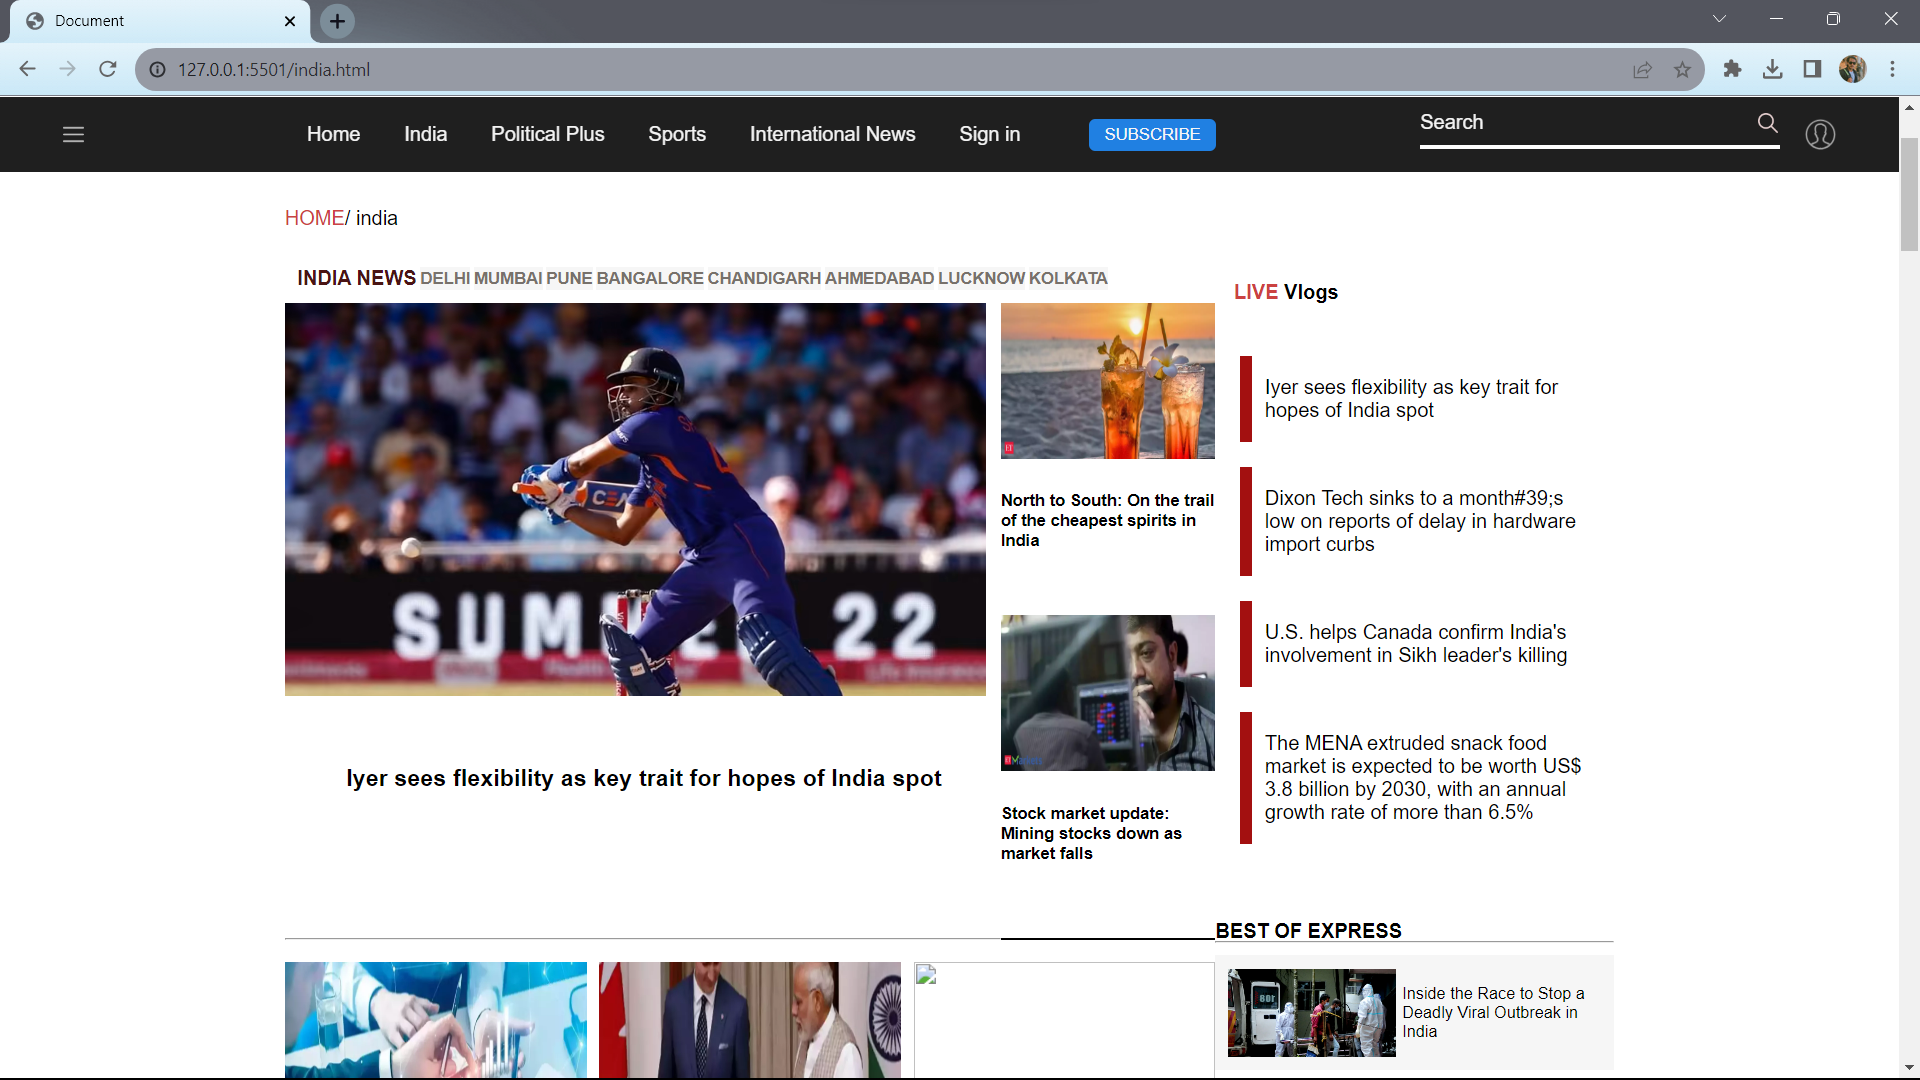 Document
127.0.0.1:5501/india.html
Home India Political Plus Sports International News Sign in SUBSCRIBE Search
HOME/ india
INDIA NEWS DELHI MUMBAI PUNE BANGALORE CHANDIGARH AHMEDABAD LUCKNOW KOLKATA
SUMME 22
CEA
North to South: On the trail
of the cheapest spirits in
India
Iyer sees flexibility as key trait for hopes of India spot
Stock market update:
Mining stocks down as
market falls
LIVE Vlogs
Iyer sees flexibility as key trait for
hopes of India spot
Dixon Tech sinks to a month#39;s
low on reports of delay in hardware
import curbs
U.S. helps Canada confirm India's
involvement in Sikh leader's killing
The MENA extruded snack food
market is expected to be worth US$
3.8 billion by 2030, with an annual
growth rate of more than 6.5%
BEST OF EXPRESS
108
Inside the Race to Stop a
Deadly Viral Outbreak in
India